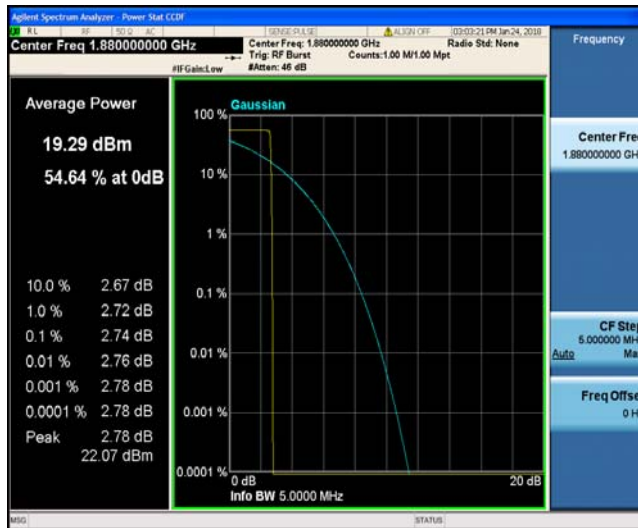 Agilent Spectrum Analyzer - Power Stat CCDF
RL RF 50 Ω AC SENSE:PULSE ALIGN OFF 03:03:21 PM Jan 24, 2018
Center Freq 1.880000000 GHz
Center Freq: 1.880000000 GHz Radio Std: None
Trig: RF Burst Counts:1.00 M/1.00 Mpt
#IFGain:Low #Atten: 46 dB
Frequency
Average Power
19.29 dBm
54.64 % at 0dB
10.0 % 2.67 dB
1.0 % 2.72 dB
0.1 % 2.74 dB
0.01 % 2.76 dB
0.001 % 2.78 dB
0.0001 % 2.78 dB
Peak 2.78 dB
22.07 dBm
Gaussian
100 %
10 %
1 %
0.1 %
0.01 %
0.001 %
0.0001 %
0 dB 20 dB
Info BW 5.0000 MHz
Center Fre
1.880000000 GH
CF Ste
5.000000 MH
Auto Ma
Freq Offse
0 H
MSG STATUS